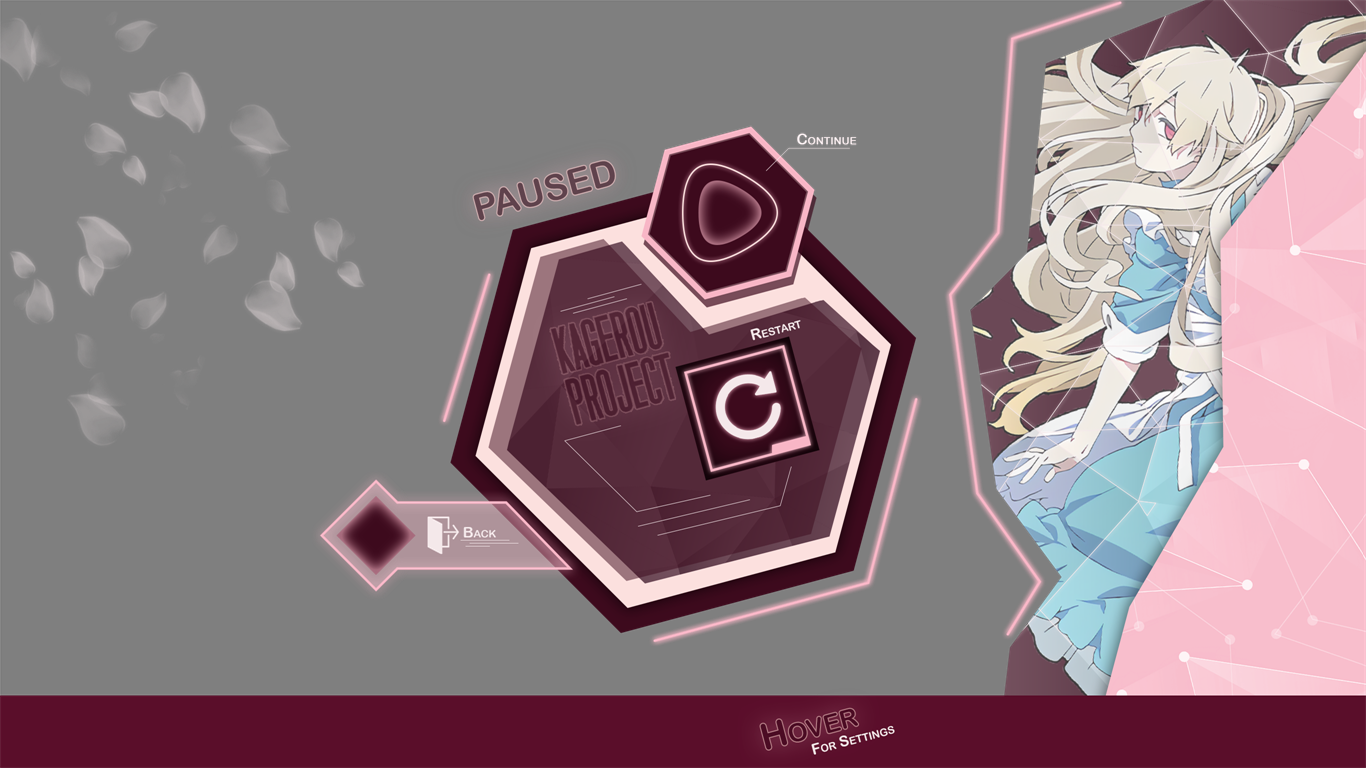 PAUSED
CONTINUE
KAGEROU
PROJECT
RESTART
BACK
HOVER
FOR SETTINGS